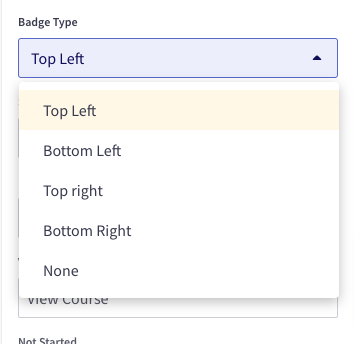 Badge Type
Top Left
Top Left
Bottom Left
Top right
Bottom Right
None
View Course
Not Started